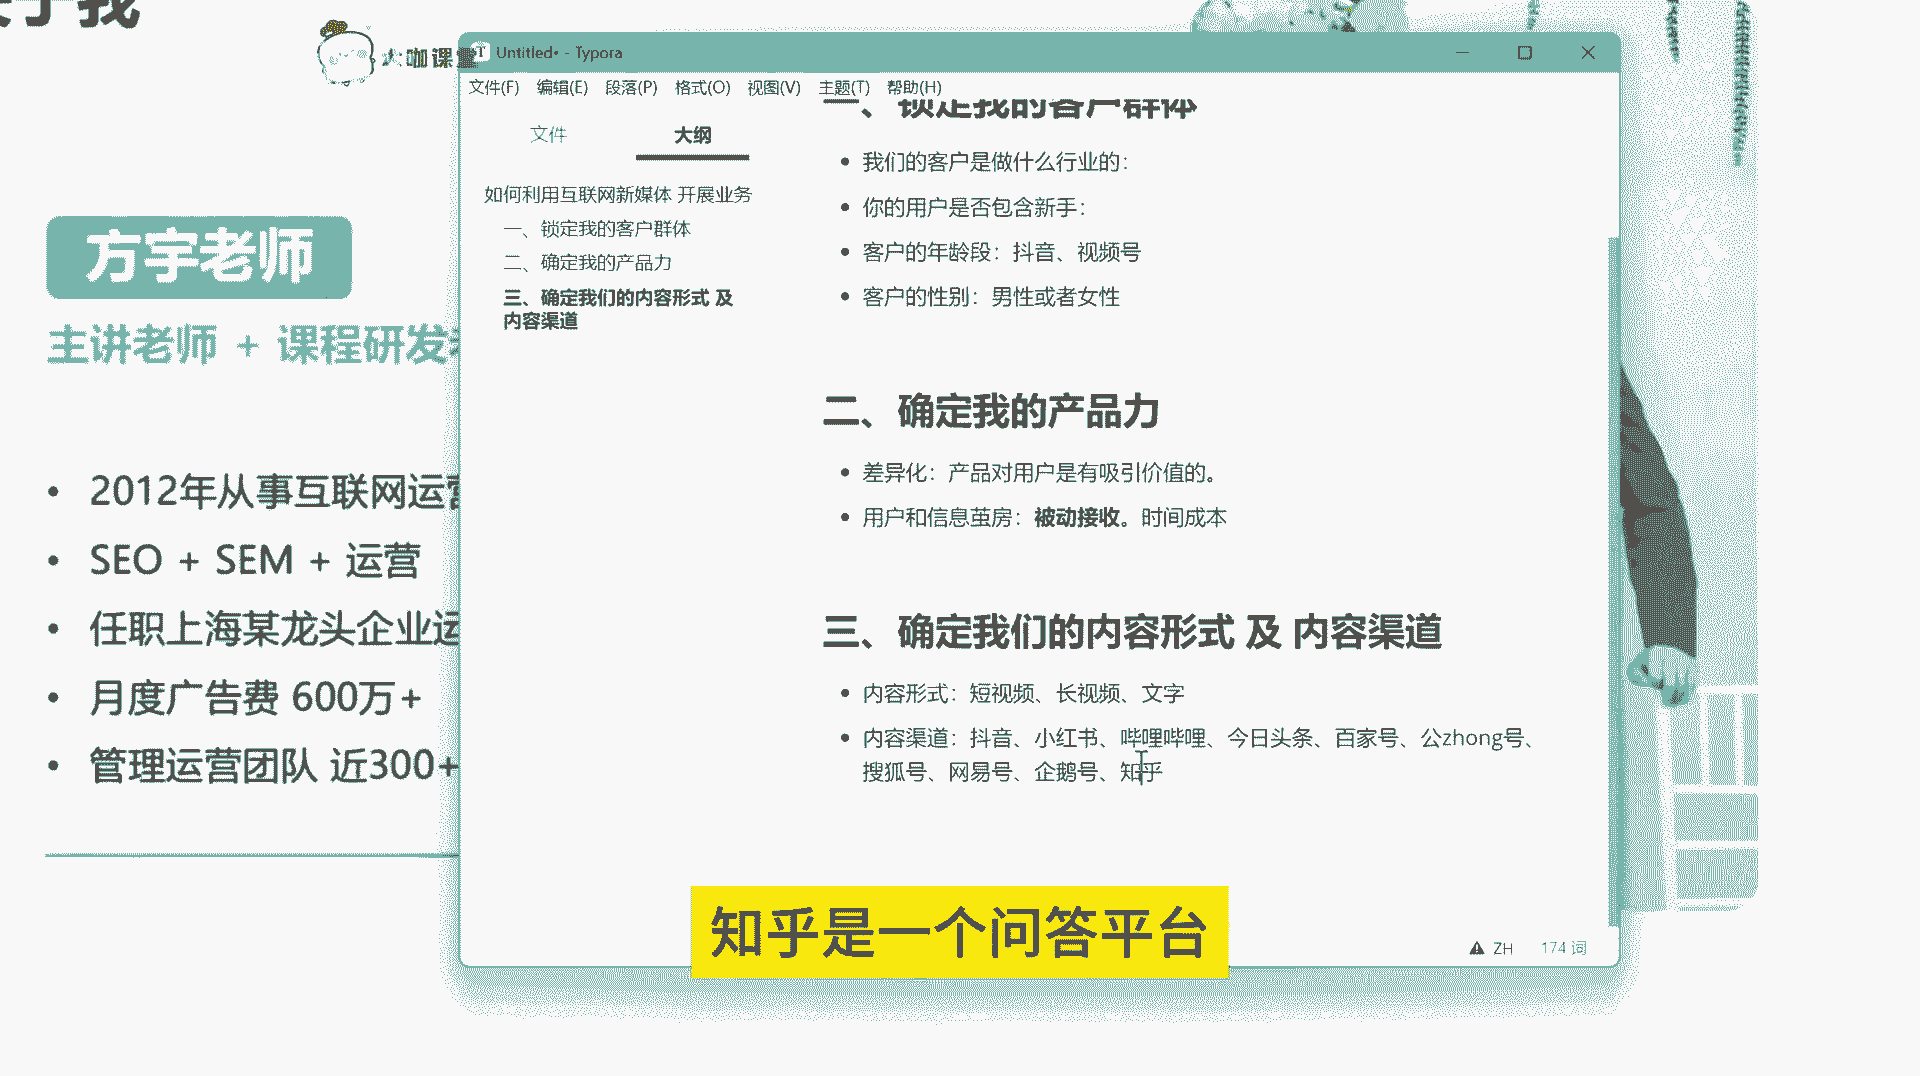 关于我
大咖课堂
Untitled• - Typora
文件(F) 编辑(E) 段落(P) 格式(O) 视图(V) 主题(T) 帮助(H)
文件 大纲
如何利用互联网新媒体 开展业务
一、锁定我的客户群体
二、确定我的产品力
三、确定我们的内容形式 及
内容渠道
一、锁定我的客户群体
我们的客户是做什么行业的：
你的用户是否包含新手：
客户的年龄段：抖音、视频号
客户的性别：男性或者女性
二、确定我的产品力
差异化：产品对用户是有吸引价值的。
用户和信息茧房：被动接收。时间成本
三、确定我们的内容形式 及 内容渠道
内容形式：短视频、长视频、文字
内容渠道：抖音、小红书、哔哩哔哩、今日头条、百家号、公zhong号、
搜狐号、网易号、企鹅号、知乎
ZH 174 词
方宇老师
主讲老师 + 课程研发
2012年从事互联网运营
SEO + SEM + 运营
任职上海某龙头企业运
月度广告费 600万+
管理运营团队 近300+
知乎是一个问答平台